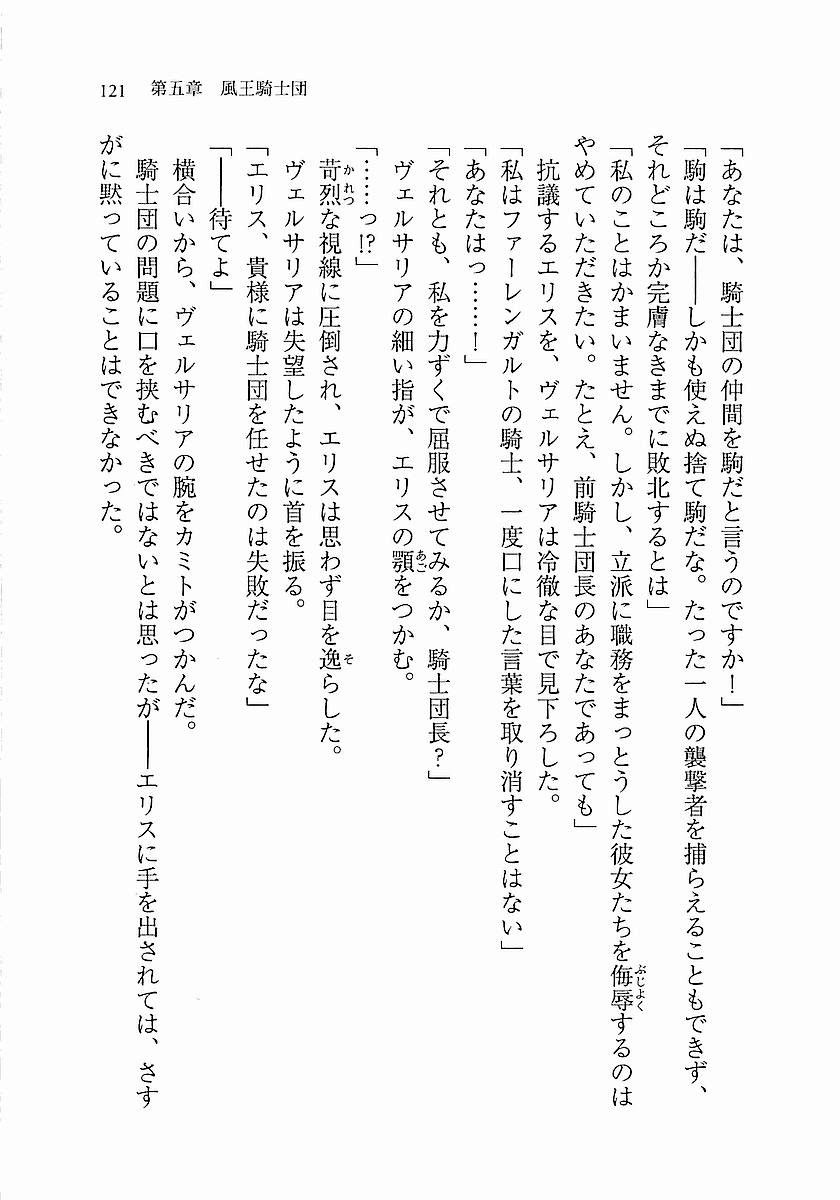 121　第五章　風王騎士団
「あなたは、騎士団の仲間を駒だと言うのですか！」
「駒は駒だ――しかも使えぬ捨て駒だな。たった一人の襲撃者を捕らえることもできず、
それどころか完膚なきまでに敗北するとは」
「私のことはかまいません。しかし、立派に職務をまっとうした彼女たちを侮辱するのは
やめていただきたい。たとえ、前騎士団長のあなたであっても」
　抗議するエリスを、ヴェルサリアは冷徹な目で見下ろした。
「私はファーレンガルトの騎士、一度口にした言葉を取り消すことはない」
「あなたはっ……！」
「それとも、私を力ずくで屈服させてみるか、騎士団長？」
　ヴェルサリアの細い指が、エリスの顎をつかむ。
「……っ!?」
　苛烈な視線に圧倒され、エリスは思わず目を逸らした。
　ヴェルサリアは失望したように首を振る。
「エリス、貴様に騎士団を任せたのは失敗だったな」
「――待てよ」
　横合いから、ヴェルサリアの腕をカミトがつかんだ。
　騎士団の問題に口を挟むべきではないとは思ったが――エリスに手を出されては、さす
がに黙っていることはできなかった。